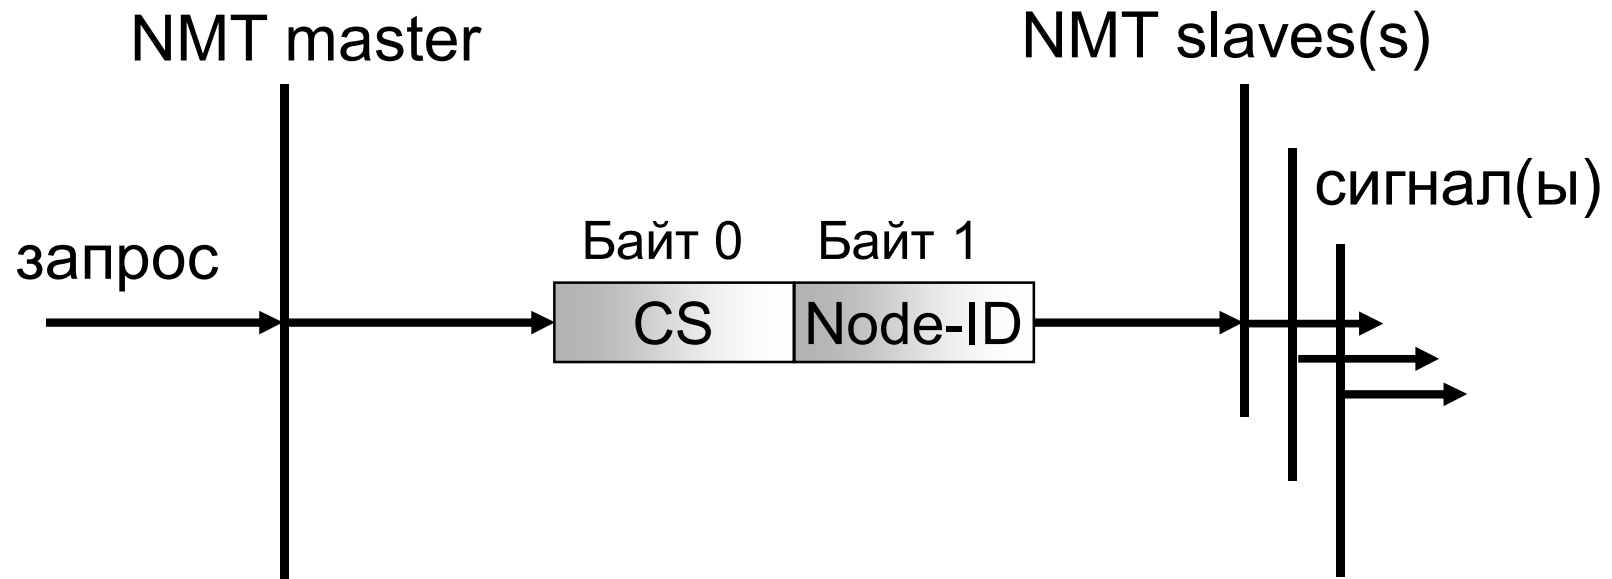 NMT master
NMT slaves(s)
сигнал(ы)
запрос
Байт 0
Байт 1
CS
Node-ID